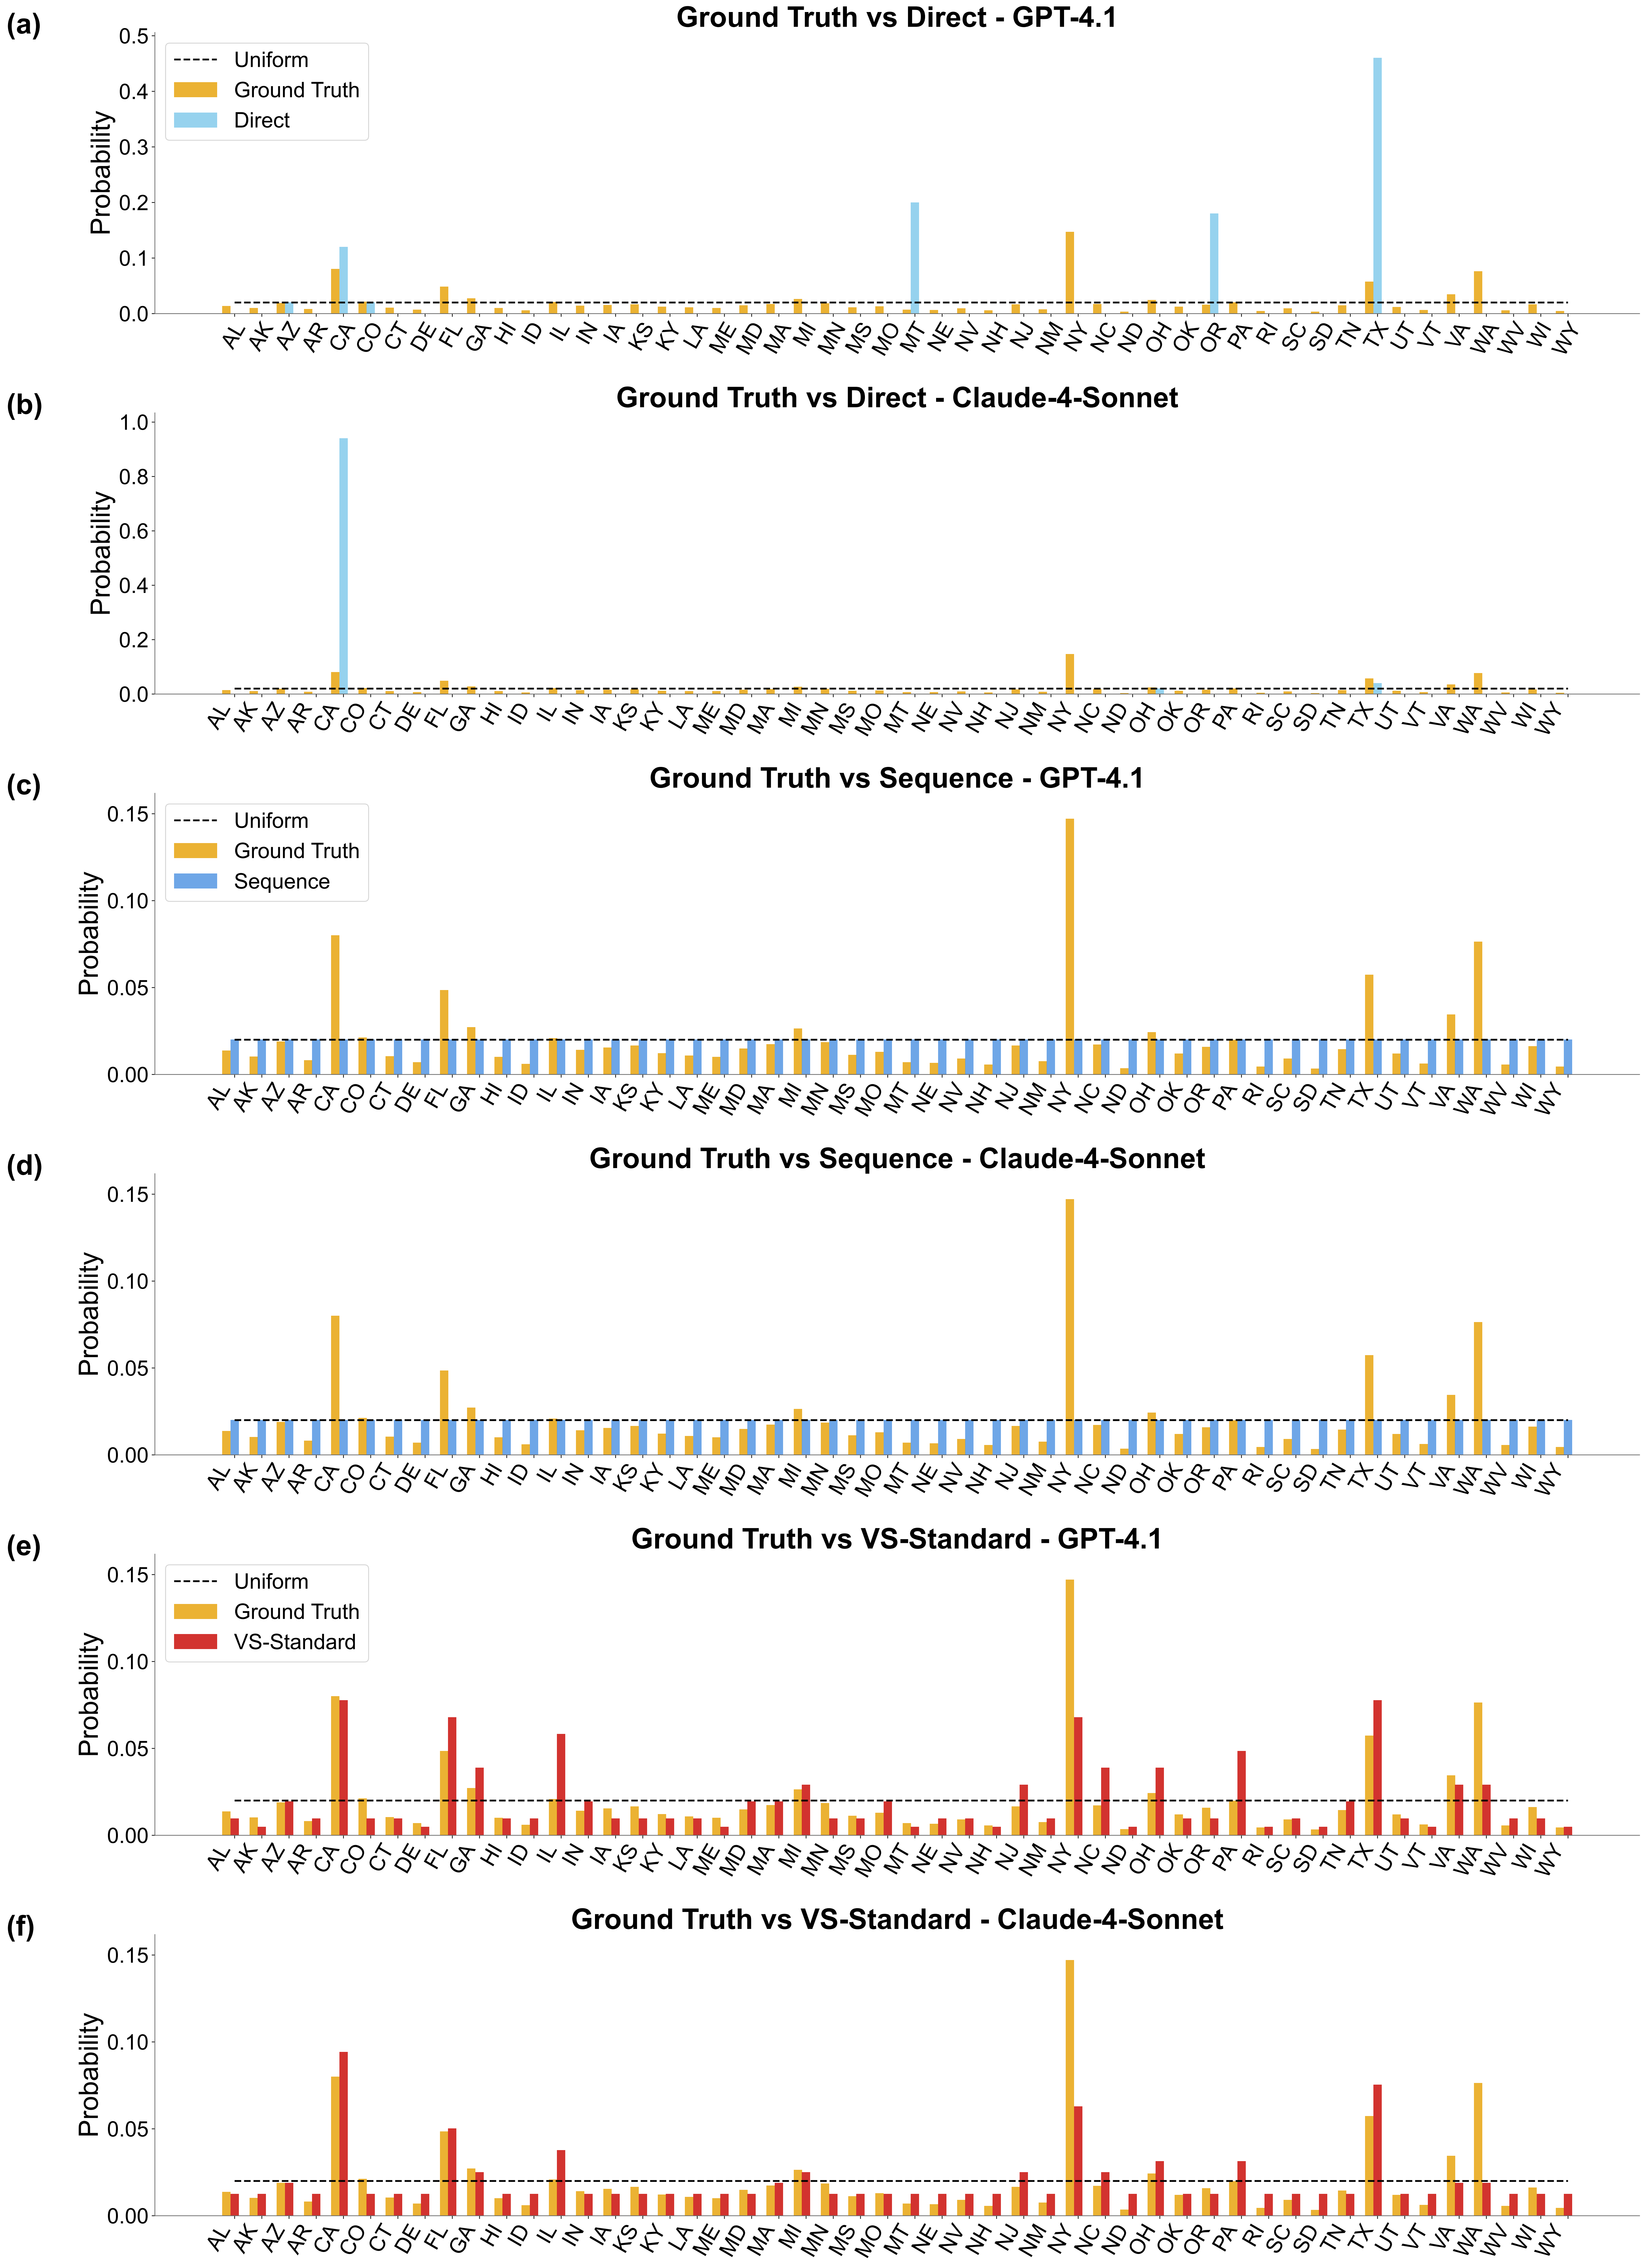 (a)
Ground Truth vs Direct - GPT-4.1
Probability
0.5
0.4
0.3
0.2
0.1
0.0
Uniform
Ground Truth
Direct
AL AK AZ AR CA CO CT DE FL GA HI ID IL IN IA KS KY LA ME MD MA MI MN MS MO MT NE NV NH NJ NM NY NC ND OH OK OR PA RI SC SD TN TX UT VT VA WA WV WI WY
(b)
Ground Truth vs Direct - Claude-4-Sonnet
Probability
1.0
0.8
0.6
0.4
0.2
0.0
AL AK AZ AR CA CO CT DE FL GA HI ID IL IN IA KS KY LA ME MD MA MI MN MS MO MT NE NV NH NJ NM NY NC ND OH OK OR PA RI SC SD TN TX UT VT VA WA WV WI WY
(c)
Ground Truth vs Sequence - GPT-4.1
Probability
0.15
0.10
0.05
0.00
Uniform
Ground Truth
Sequence
AL AK AZ AR CA CO CT DE FL GA HI ID IL IN IA KS KY LA ME MD MA MI MN MS MO MT NE NV NH NJ NM NY NC ND OH OK OR PA RI SC SD TN TX UT VT VA WA WV WI WY
(d)
Ground Truth vs Sequence - Claude-4-Sonnet
Probability
0.15
0.10
0.05
0.00
AL AK AZ AR CA CO CT DE FL GA HI ID IL IN IA KS KY LA ME MD MA MI MN MS MO MT NE NV NH NJ NM NY NC ND OH OK OR PA RI SC SD TN TX UT VT VA WA WV WI WY
(e)
Ground Truth vs VS-Standard - GPT-4.1
Probability
0.15
0.10
0.05
0.00
Uniform
Ground Truth
VS-Standard
AL AK AZ AR CA CO CT DE FL GA HI ID IL IN IA KS KY LA ME MD MA MI MN MS MO MT NE NV NH NJ NM NY NC ND OH OK OR PA RI SC SD TN TX UT VT VA WA WV WI WY
(f)
Ground Truth vs VS-Standard - Claude-4-Sonnet
Probability
0.15
0.10
0.05
0.00
AL AK AZ AR CA CO CT DE FL GA HI ID IL IN IA KS KY LA ME MD MA MI MN MS MO MT NE NV NH NJ NM NY NC ND OH OK OR PA RI SC SD TN TX UT VT VA WA WV WI WY